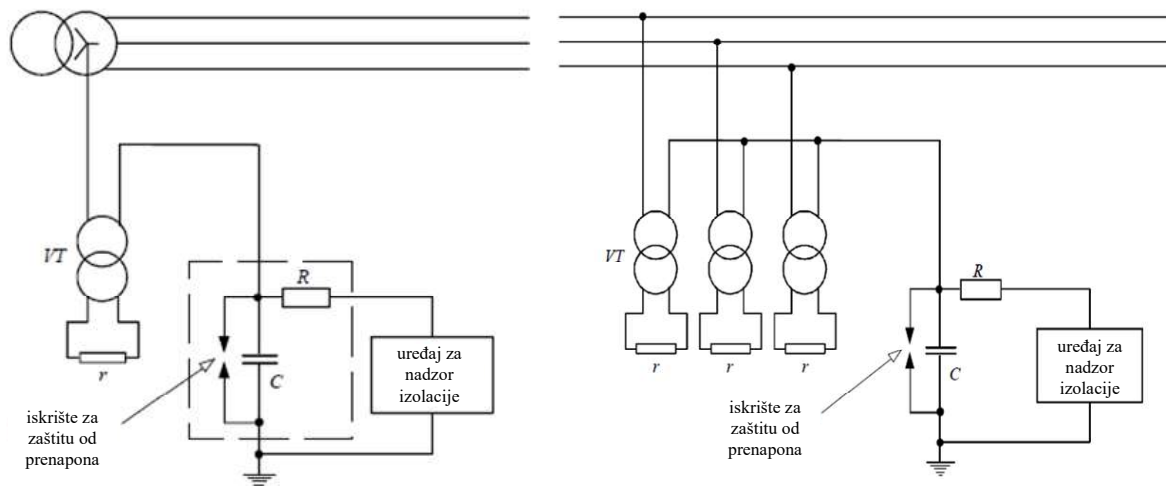 VT
r
R
C
uređaj za
nadzor
izolacije
iskrište za
zaštitu od
prenapona
VT
r
r
r
R
C
uređaj za
nadzor
izolacije
iskrište za
zaštitu od
prenapona